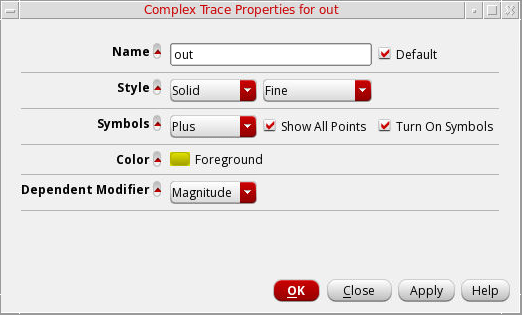 Complex Trace Properties for out
Name out Default
Style Solid Fine
Symbols Plus Show All Points Turn On Symbols
Color Foreground
Dependent Modifier Magnitude
OK Close Apply Help